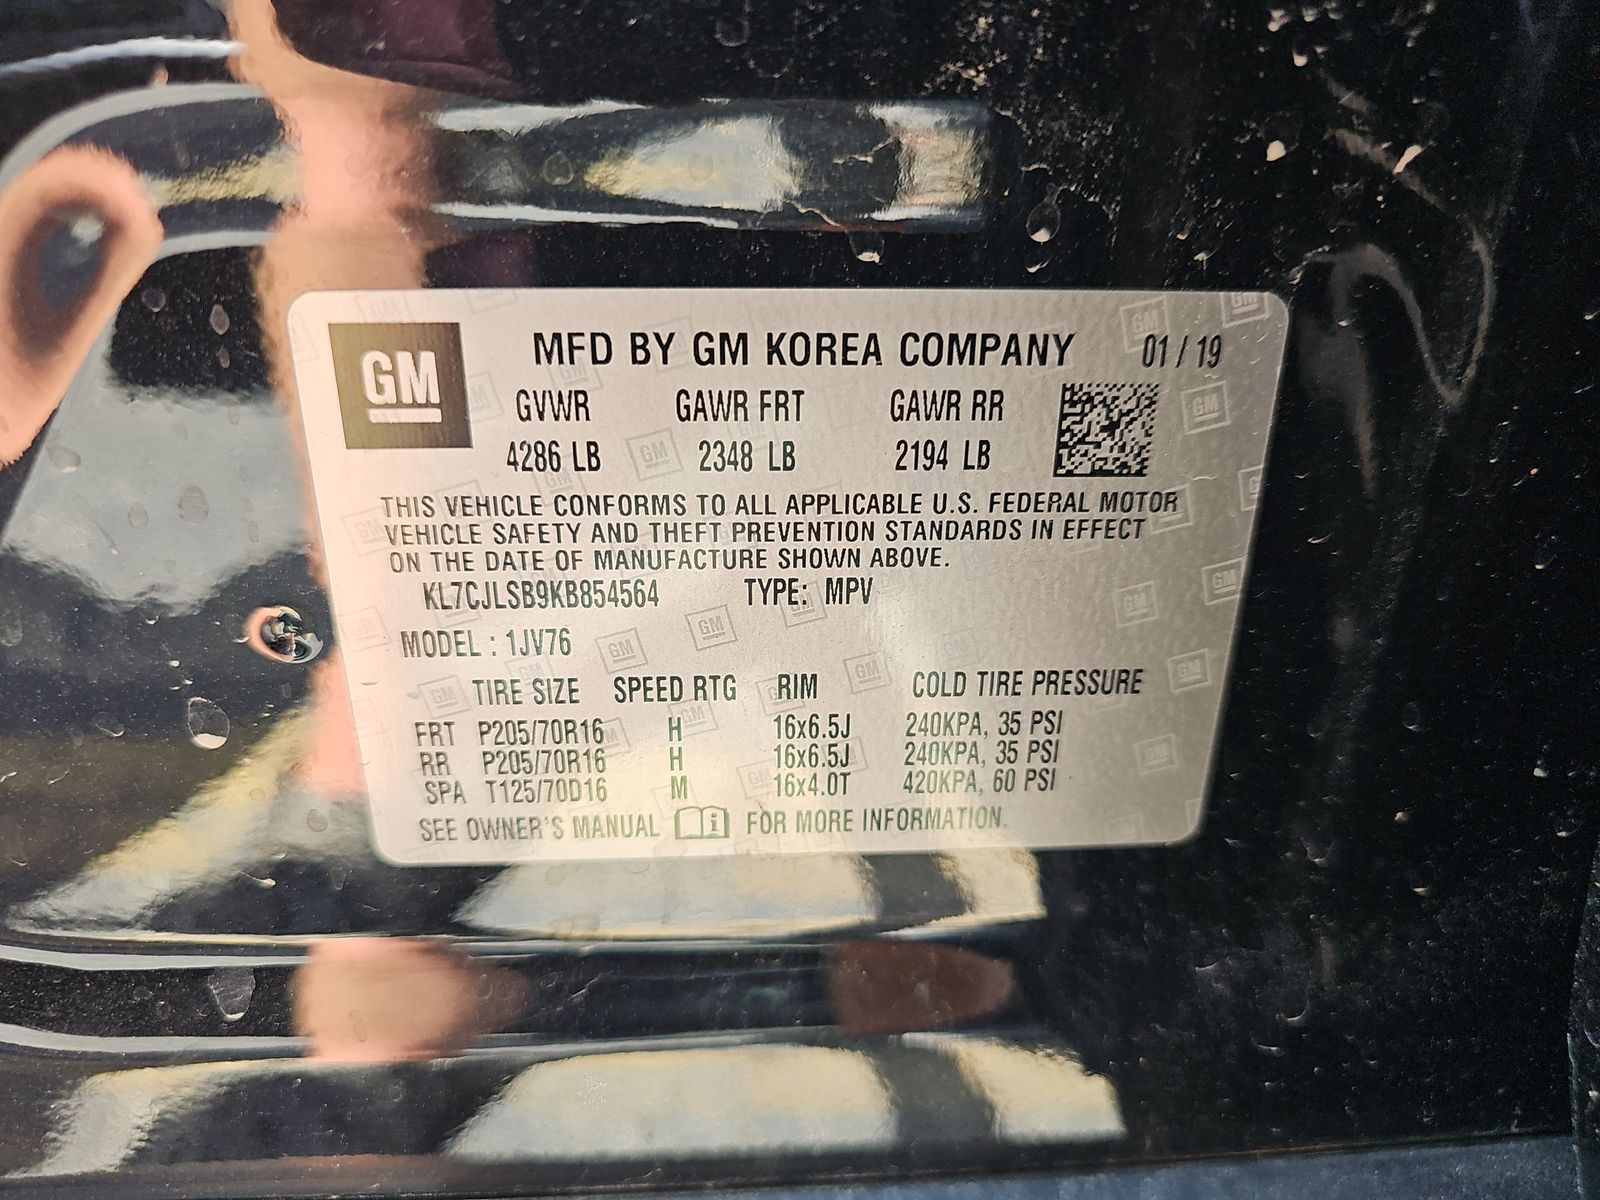 GM
MFD BY GM KOREA COMPANY 01 / 19
GVWR GAWR FRT GAWR RR
4286 LB 2348 LB 2194 LB
THIS VEHICLE CONFORMS TO ALL APPLICABLE U.S. FEDERAL MOTOR
VEHICLE SAFETY AND THEFT PREVENTION STANDARDS IN EFFECT
ON THE DATE OF MANUFACTURE SHOWN ABOVE.
KL7CJLSB9KB854564 TYPE: MPV
MODEL : 1JV76
TIRE SIZE SPEED RTG RIM COLD TIRE PRESSURE
FRT P205/70R16 H 16x6.5J 240KPA, 35 PSI
RR P205/70R16 H 16x6.5J 240KPA, 35 PSI
SPA T125/70D16 M 16x4.0T 420KPA, 60 PSI
SEE OWNER'S MANUAL i FOR MORE INFORMATION.